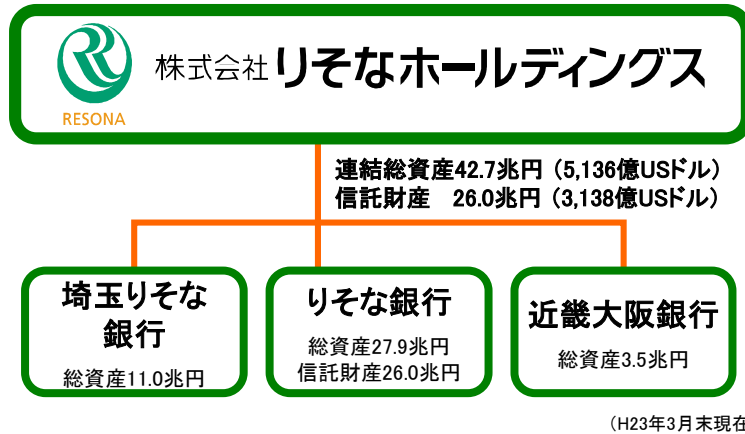 株式会社りそなホールディングス
RESONA
連結総資産42.7兆円（5,136億USドル）
信託財産　26.0兆円（3,138億USドル）
埼玉りそな
銀行
総資産11.0兆円
りそな銀行
総資産27.9兆円
信託財産26.0兆円
近畿大阪銀行
総資産3.5兆円
（H23年3月末現在